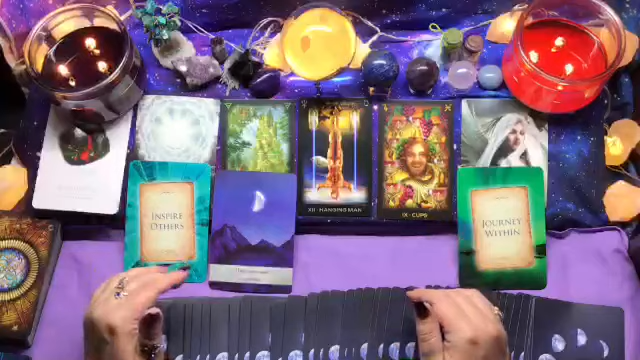 XII · HANGING MAN
IX · CUPS
INSPIRE
OTHERS
JOURNEY
WITHIN